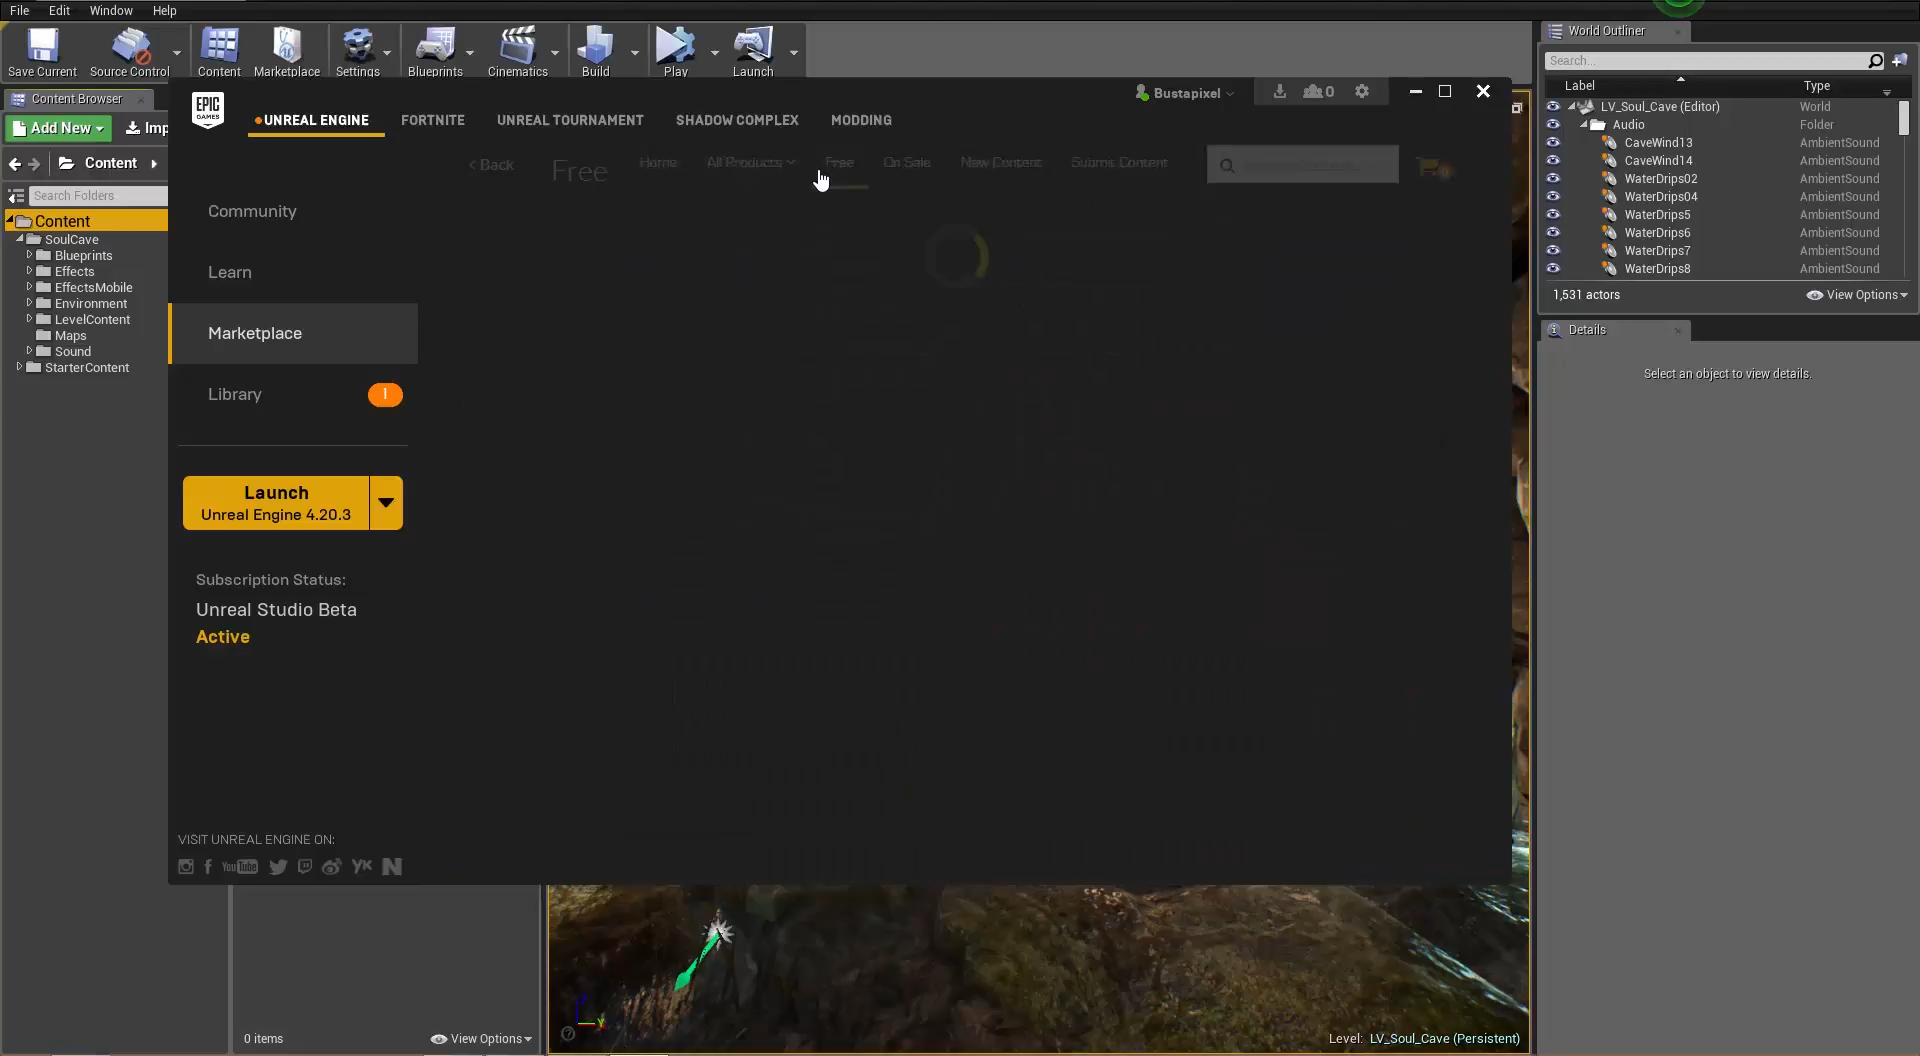 File Edit Window Help
Save Current Source Control Content Marketplace Settings Blueprints Cinematics Build Play Launch
Content Browser
Add New Imp
Content
Search Folders
Content
SoulCave
Blueprints
Effects
EffectsMobile
Environment
LevelContent
Maps
Sound
StarterContent
0 items View Options
EPIC
GAMES
Bustapixel 0
UNREAL ENGINE FORTNITE UNREAL TOURNAMENT SHADOW COMPLEX MODDING
< Back Free Home All Products Free On Sale New Content Submit Content
Community
Learn
Marketplace
Library 1
Launch
Unreal Engine 4.20.3
Subscription Status:
Unreal Studio Beta
Active
VISIT UNREAL ENGINE ON:
You Tube
World Outliner
Search...
Label Type
LV_Soul_Cave (Editor) World
Audio Folder
CaveWind13 AmbientSound
CaveWind14 AmbientSound
WaterDrips02 AmbientSound
WaterDrips04 AmbientSound
WaterDrips5 AmbientSound
WaterDrips6 AmbientSound
WaterDrips7 AmbientSound
WaterDrips8 AmbientSound
1,531 actors View Options
Details
Select an object to view details.
Level: LV_Soul_Cave (Persistent)